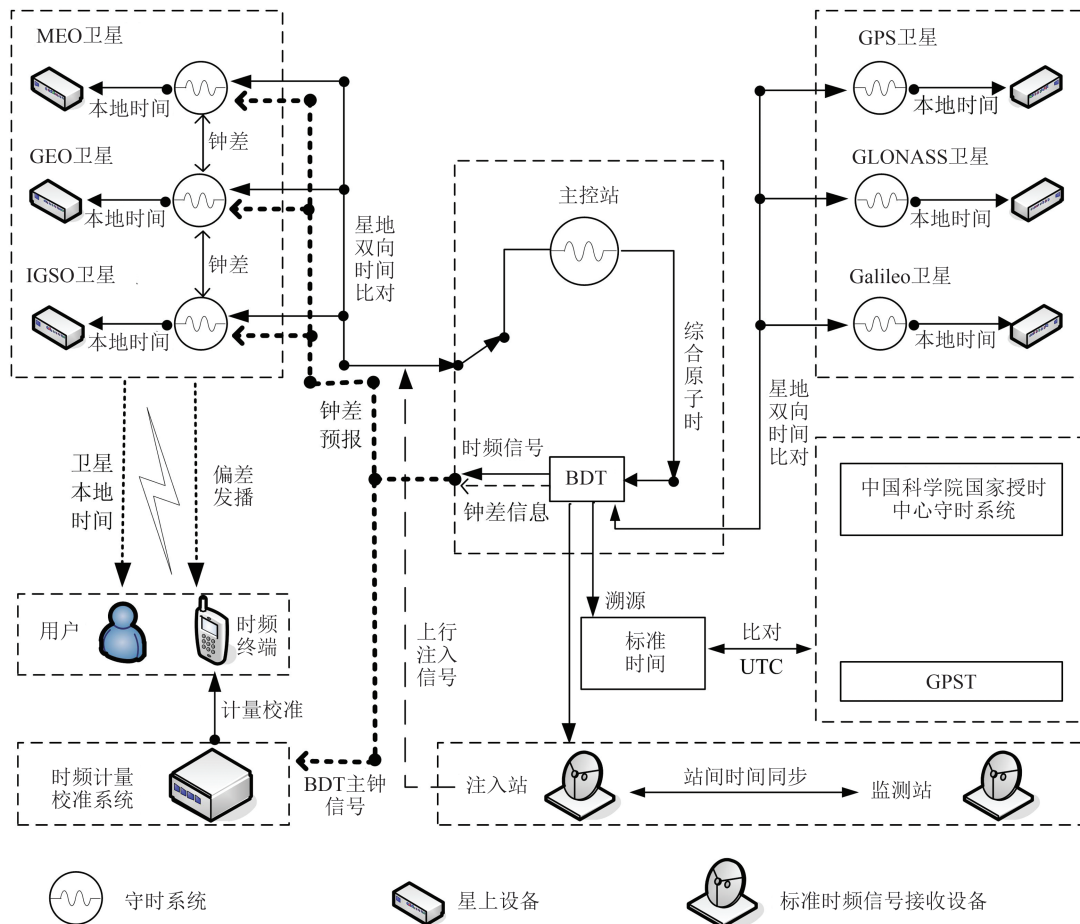 MEO卫星
本地时间
钟差
GEO卫星
本地时间
钟差
IGSO卫星
本地时间
星地
双向
时间
比对
主控站
综
合
原
子
时
时频信号
BDT
钟差信息
钟差
预报
GPS卫星
本地时间
GLONASS卫星
本地时间
Galileo卫星
本地时间
星地
双向
时间
比对
中国科学院国家授时
中心守时系统
GPST
卫星
本地
时间
偏差
发播
用户
时频
终端
计量校准
时频计量
校准系统
BDT主钟
信号
上行
注入
信号
溯源
标准
时间
比对
UTC
注入站
站间时间同步
监测站
守时系统
星上设备
标准时频信号接收设备